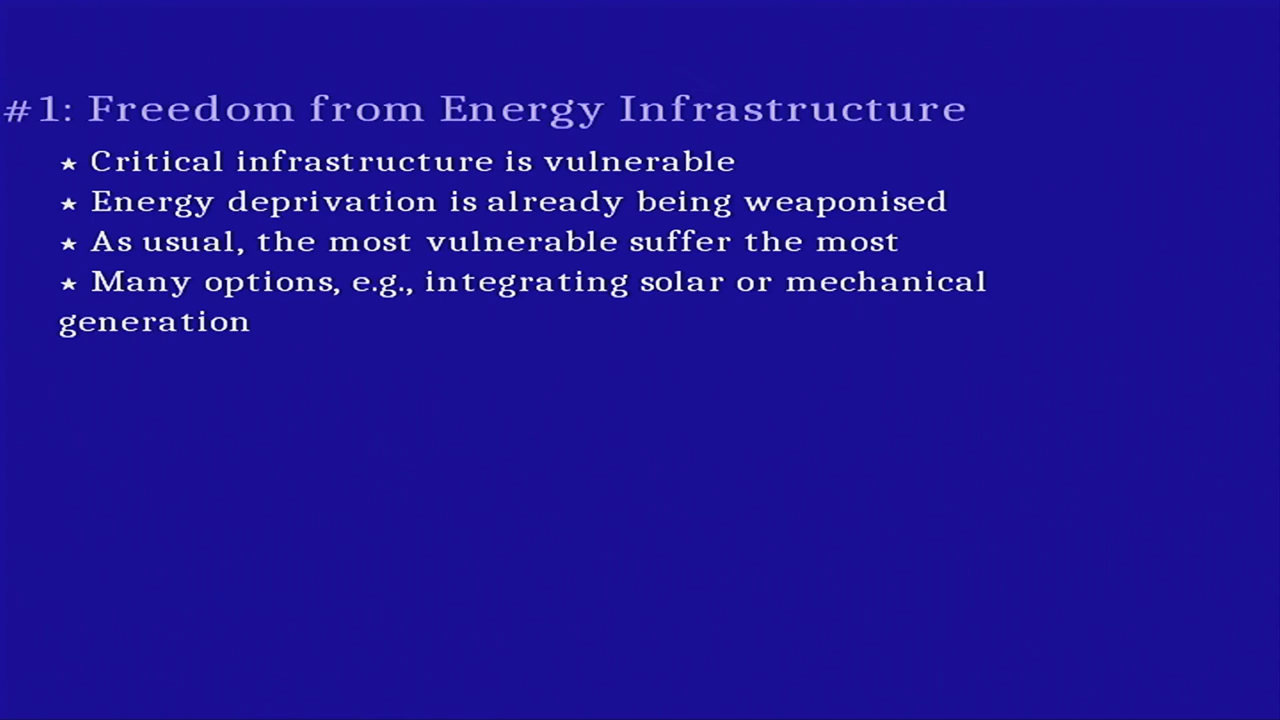 #1: Freedom from Energy Infrastructure
★ Critical infrastructure is vulnerable
★ Energy deprivation is already being weaponised
★ As usual, the most vulnerable suffer the most
★ Many options, e.g., integrating solar or mechanical
generation